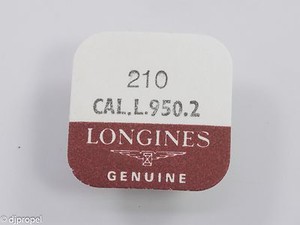 210
CAL.L.950.2
LONGINES
GENUINE
©djpropel